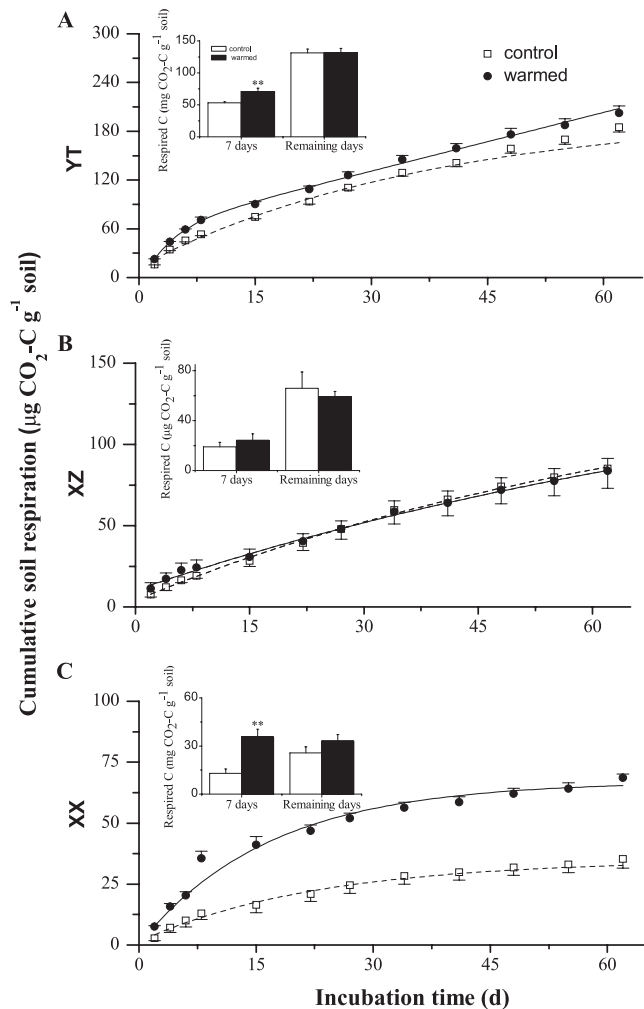 A
300
240
180
120
60
0
YT
Respired C (mg CO2-C g-1 soil)
150
100
50
0
control
warmed
**
7 days
Remaining days
control
warmed
0
15
30
45
60
B
150
100
50
0
XZ
Respired C (μg CO2-C g-1 soil)
80
40
0
7 days
Remaining days
0
15
30
45
60
C
100
75
50
25
0
XX
Respired C (mg CO2-C g-1 soil)
60
30
0
**
7 days
Remaining days
0
15
30
45
60
Cumulative soil respiration (μg CO2-C g-1 soil)
Incubation time (d)